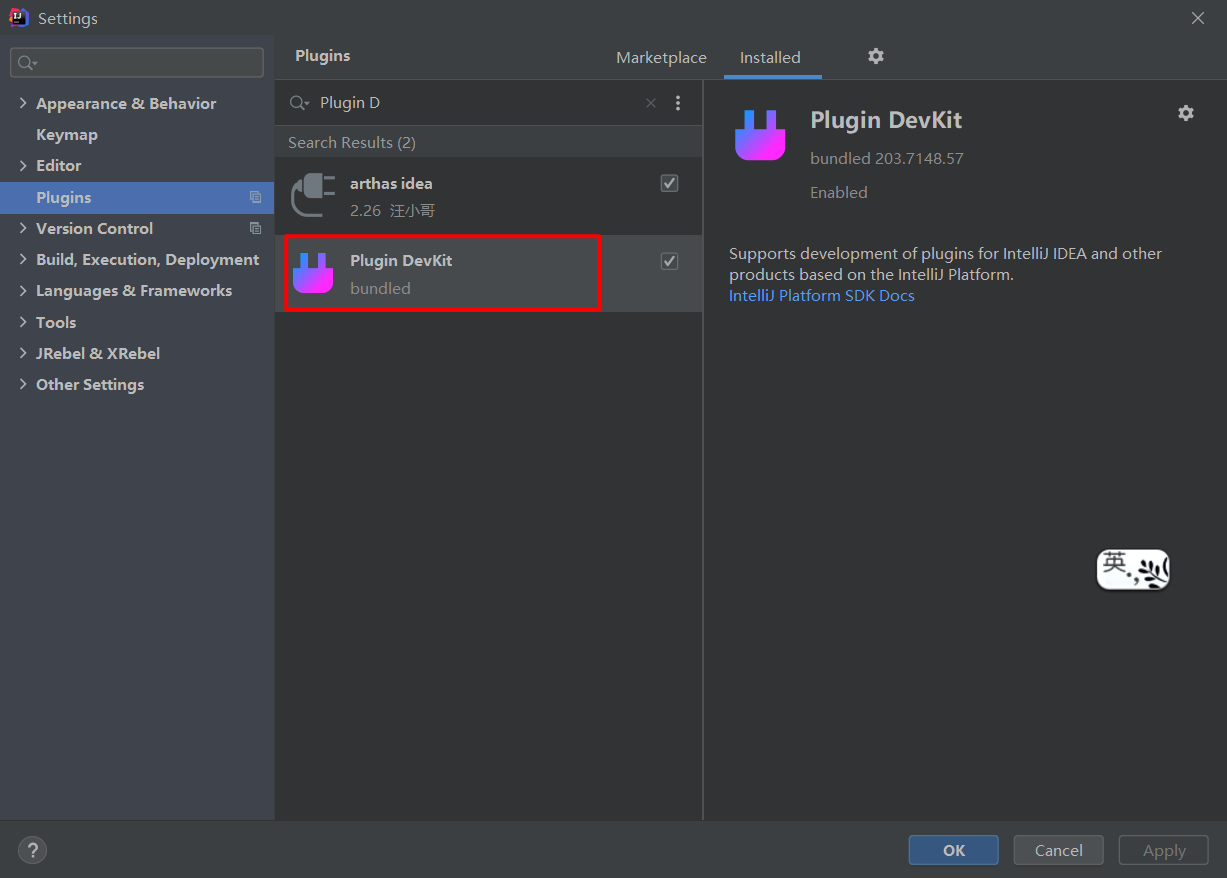 Settings
Plugins
Marketplace
Installed
Plugin D
Search Results (2)
arthas idea
2.26 汪小哥
Plugin DevKit
bundled
Appearance & Behavior
Keymap
Editor
Plugins
Version Control
Build, Execution, Deployment
Languages & Frameworks
Tools
JRebel & XRebel
Other Settings
Plugin DevKit
bundled 203.7148.57
Enabled
Supports development of plugins for IntelliJ IDEA and other
products based on the IntelliJ Platform.
IntelliJ Platform SDK Docs
英 .,
?
OK
Cancel
Apply